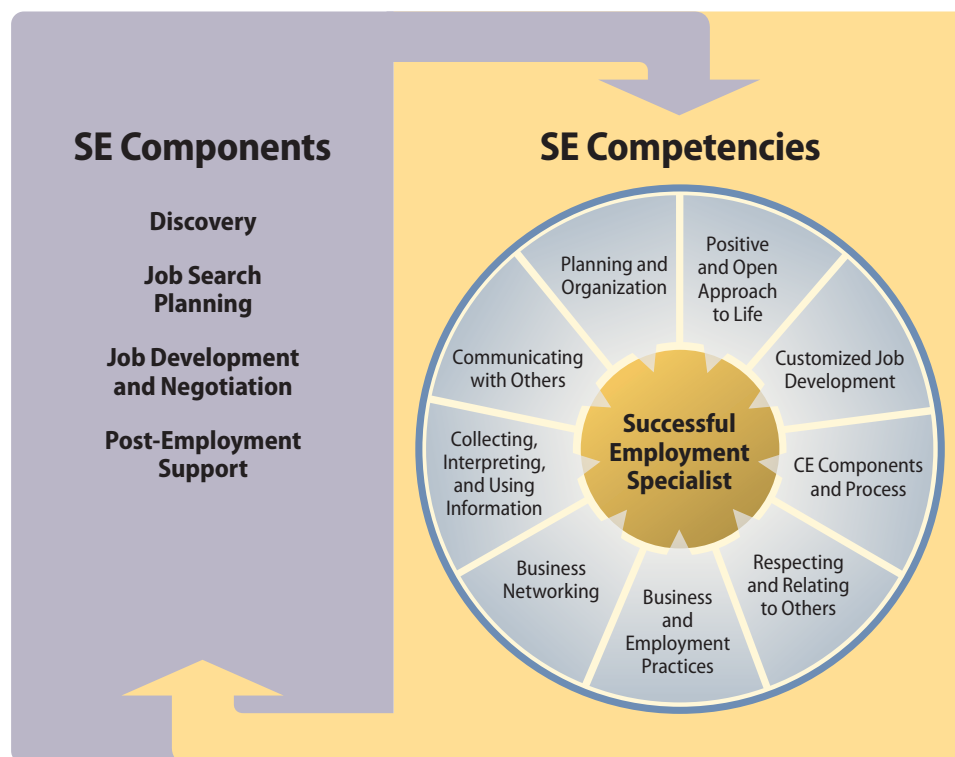 SE Components
Discovery
Job Search
Planning
Job Development
and Negotiation
Post-Employment
Support
SE Competencies
Positive
and Open
Approach
to Life
Customized Job
Development
CE Components
and Process
Respecting
and Relating
to Others
Business
and
Employment
Practices
Business
Networking
Collecting,
Interpreting,
and Using
Information
Communicating
with Others
Planning and
Organization
Successful
Employment
Specialist